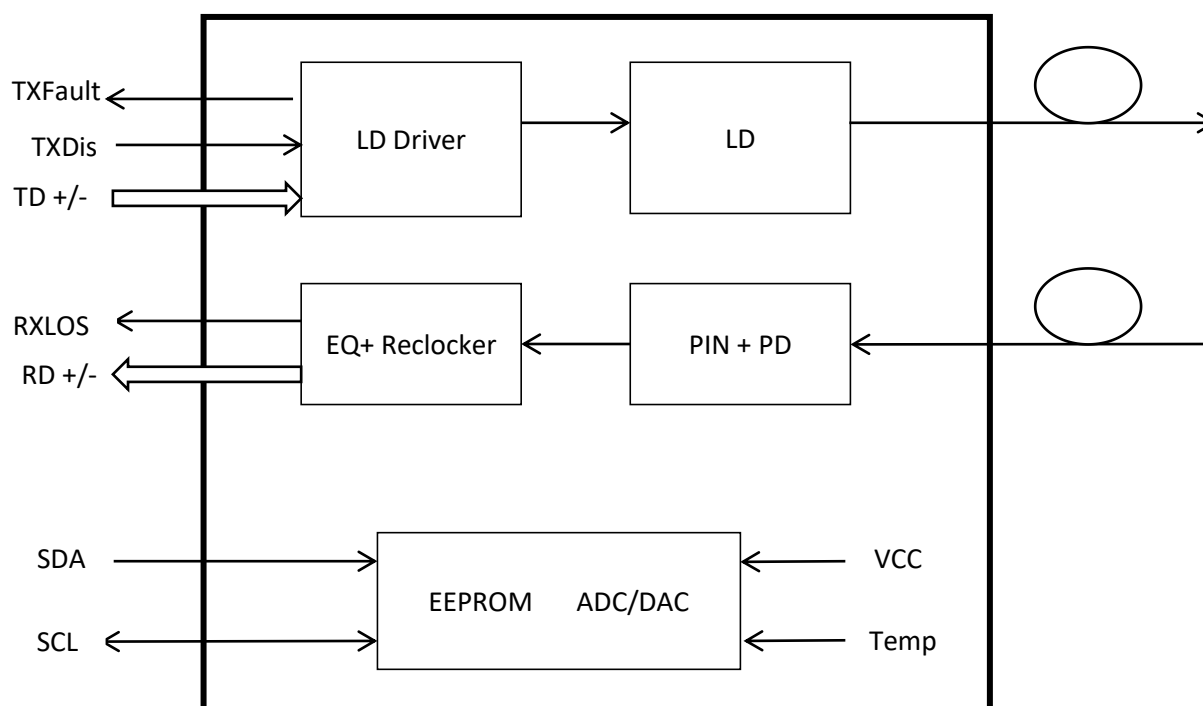 TXFault
TXDis
TD +/-
LD Driver
LD
RXLOS
RD +/-
EQ+ Reclocker
PIN + PD
SDA
SCL
EEPROM ADC/DAC
VCC
Temp